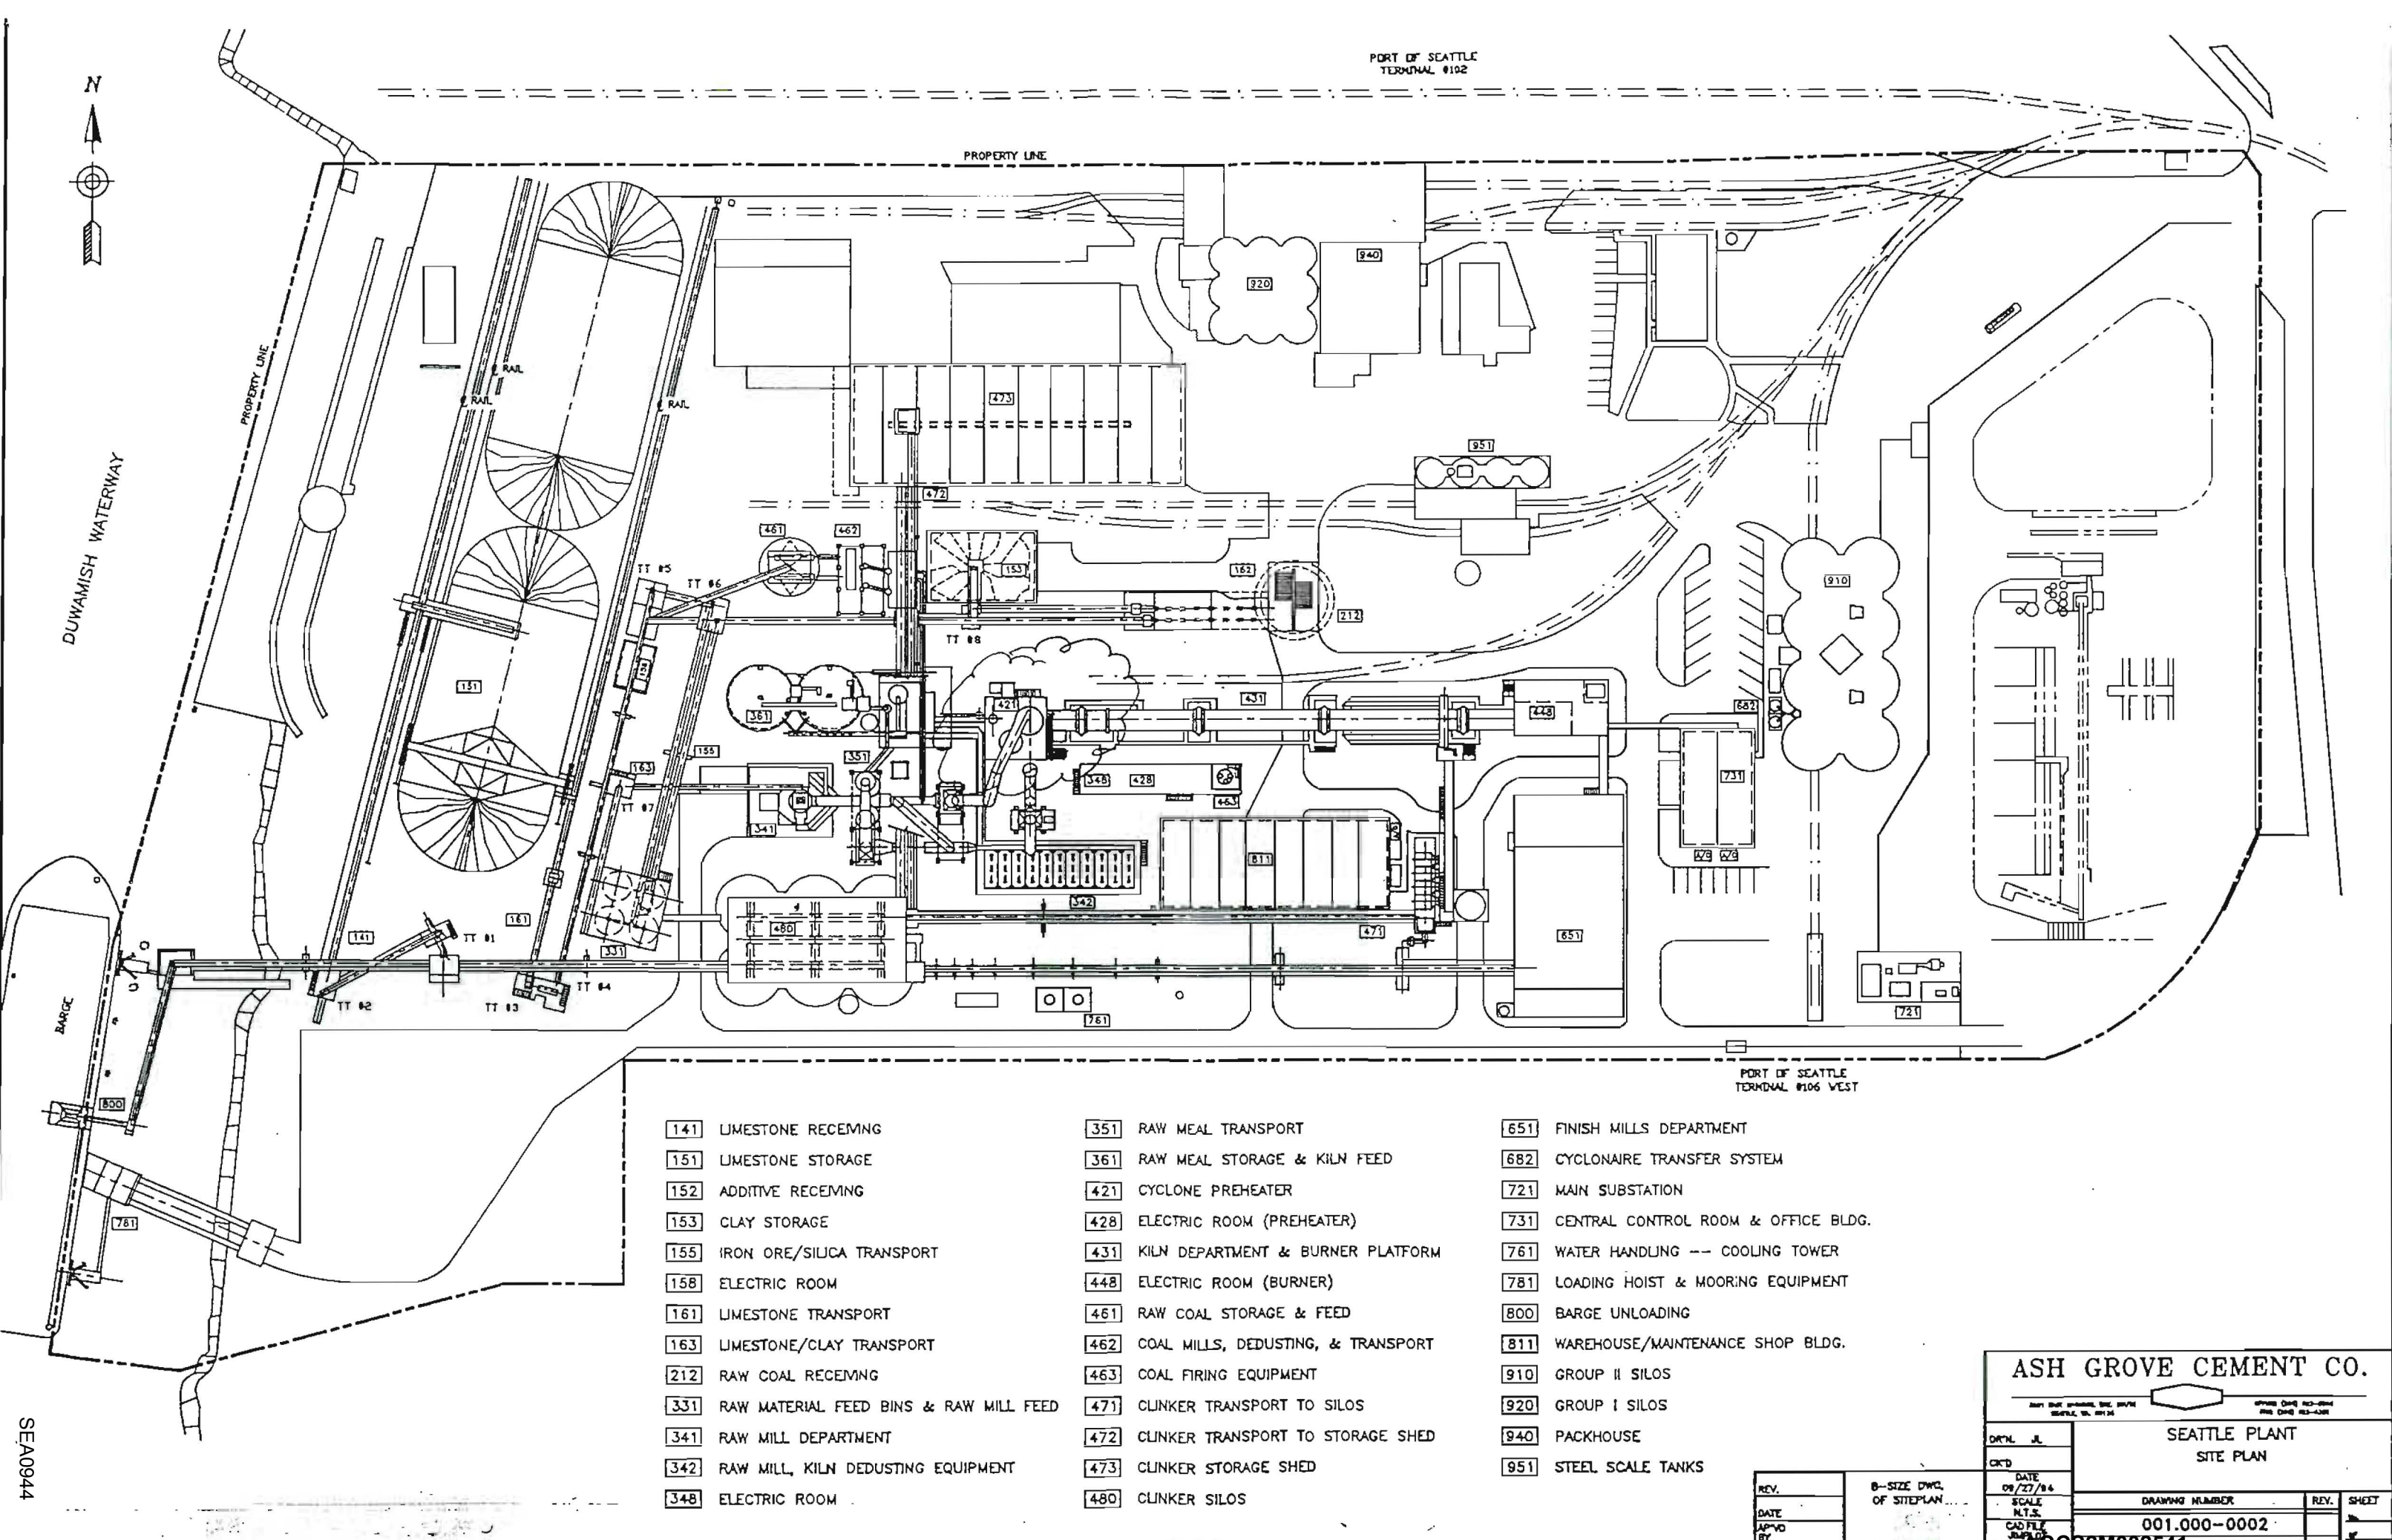 N
PORT OF SEATTLE
TERMINAL #102
PROPERTY LINE
PROPERTY LINE
DUWAMISH WATERWAY
RAIL
RAIL
RAIL
920
940
473
951
472
461
462
153
162
212
910
TT #5
TT #6
TT #8
151
158
361
421
431
448
682
155
163
351
348
428
463
731
TT #7
341
811
342
161
141
TT #1
331
480
471
651
TT #2
TT #3
TT #4
761
721
BARGE
800
781
PORT OF SEATTLE
TERMINAL #106 WEST
141 LIMESTONE RECEIVING
151 LIMESTONE STORAGE
152 ADDITIVE RECEIVING
153 CLAY STORAGE
155 IRON ORE/SILICA TRANSPORT
158 ELECTRIC ROOM
161 LIMESTONE TRANSPORT
163 LIMESTONE/CLAY TRANSPORT
212 RAW COAL RECEIVING
331 RAW MATERIAL FEED BINS & RAW MILL FEED
341 RAW MILL DEPARTMENT
342 RAW MILL, KILN DEDUSTING EQUIPMENT
348 ELECTRIC ROOM
351 RAW MEAL TRANSPORT
361 RAW MEAL STORAGE & KILN FEED
421 CYCLONE PREHEATER
428 ELECTRIC ROOM (PREHEATER)
431 KILN DEPARTMENT & BURNER PLATFORM
448 ELECTRIC ROOM (BURNER)
461 RAW COAL STORAGE & FEED
462 COAL MILLS, DEDUSTING, & TRANSPORT
463 COAL FIRING EQUIPMENT
471 CLINKER TRANSPORT TO SILOS
472 CLINKER TRANSPORT TO STORAGE SHED
473 CLINKER STORAGE SHED
480 CLINKER SILOS
651 FINISH MILLS DEPARTMENT
682 CYCLONAIRE TRANSFER SYSTEM
721 MAIN SUBSTATION
731 CENTRAL CONTROL ROOM & OFFICE BLDG.
761 WATER HANDLING -- COOLING TOWER
781 LOADING HOIST & MOORING EQUIPMENT
800 BARGE UNLOADING
811 WAREHOUSE/MAINTENANCE SHOP BLDG.
910 GROUP II SILOS
920 GROUP I SILOS
940 PACKHOUSE
951 STEEL SCALE TANKS
ASH GROVE CEMENT CO.
SEATTLE PLANT
SITE PLAN
DR'N. JL
CK'D
DATE
09/27/94
SCALE
N.T.S.
CAD FILE
DRAWING NUMBER
REV.
SHEET
001.000-0002
REV.
DATE
APVD
BY
B-SIZE DWG.
OF SITEPLAN
SEA0944